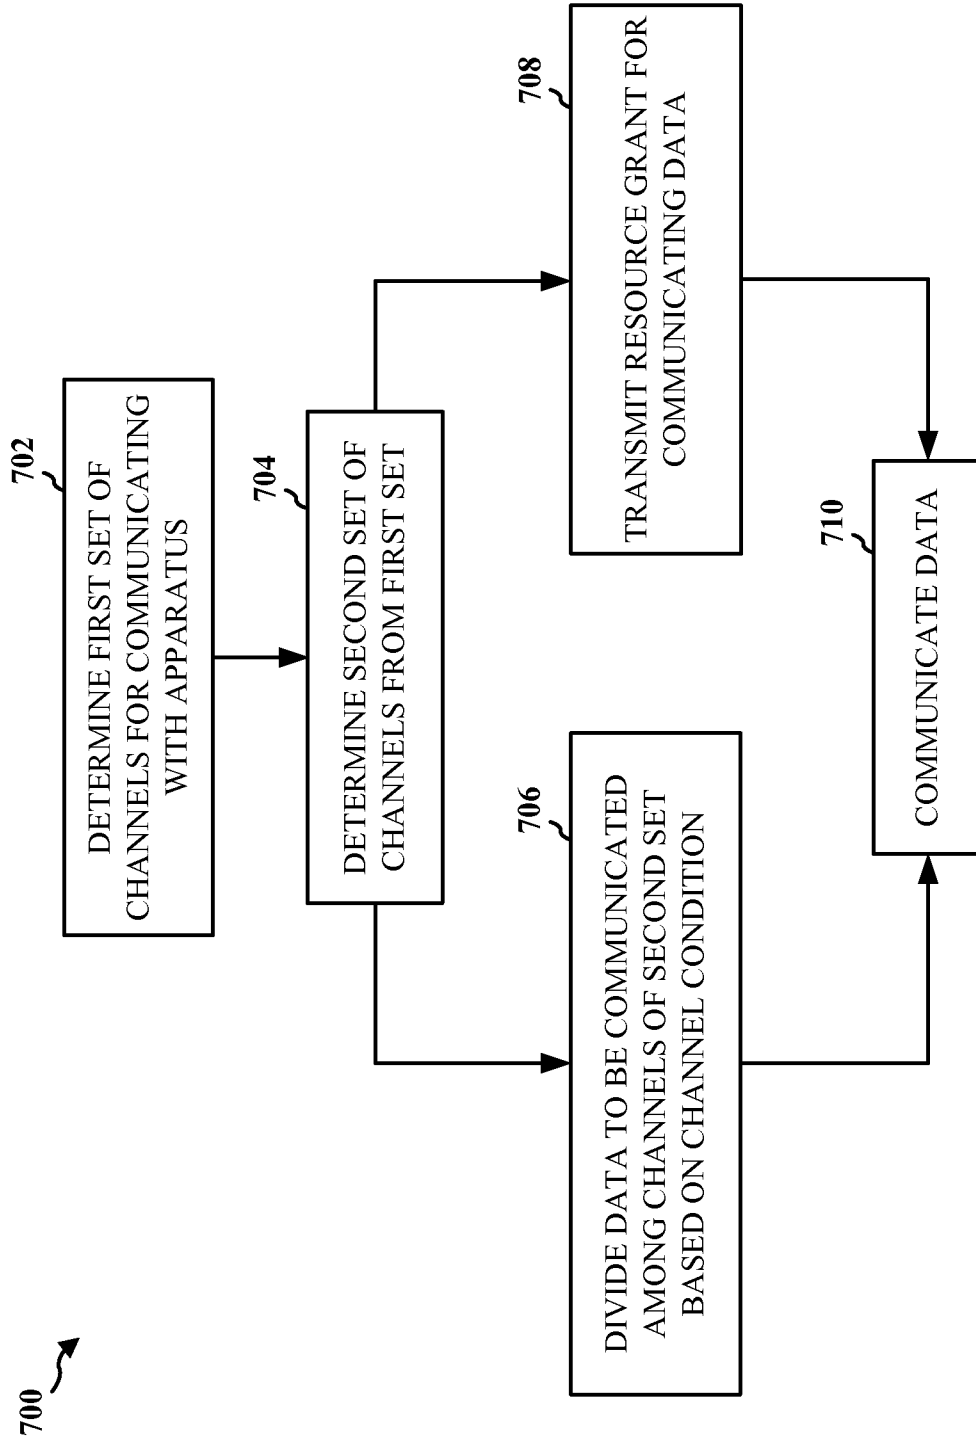 700
702
DETERMINE FIRST SET OF
CHANNELS FOR COMMUNICATING
WITH APPARATUS
704
DETERMINE SECOND SET OF
CHANNELS FROM FIRST SET
706
DIVIDE DATA TO BE COMMUNICATED
AMONG CHANNELS OF SECOND SET
BASED ON CHANNEL CONDITION
708
TRANSMIT RESOURCE GRANT FOR
COMMUNICATING DATA
710
COMMUNICATE DATA